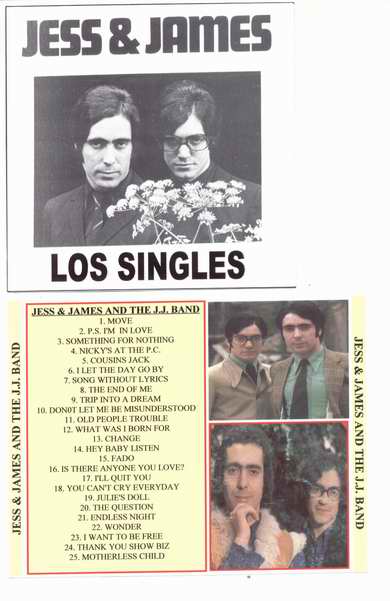 JESS & JAMES
LOS SINGLES
JESS & JAMES AND THE J.J. BAND
JESS & JAMES AND THE J.J. BAND
1. MOVE
2. P.S. I'M IN LOVE
3. SOMETHING FOR NOTHING
4. NICKY'S AT THE P.C.
5. COUSINS JACK
6. I LET THE DAY GO BY
7. SONG WITHOUT LYRICS
8. THE END OF ME
9. TRIP INTO A DREAM
10. DON0T LET ME BE MISUNDERSTOOD
11. OLD PEOPLE TROUBLE
12. WHAT WAS I BORN FOR
13. CHANGE
14. HEY BABY LISTEN
15. FADO
16. IS THERE ANYONE YOU LOVE?
17. I'LL QUIT YOU
18. YOU CAN'T CRY EVERYDAY
19. JULIE'S DOLL
20. THE QUESTION
21. ENDLESS NIGHT
22. WONDER
23. I WANT TO BE FREE
24. THANK YOU SHOW BIZ
25. MOTHERLESS CHILD
JESS & JAMES AND THE J.J. BAND